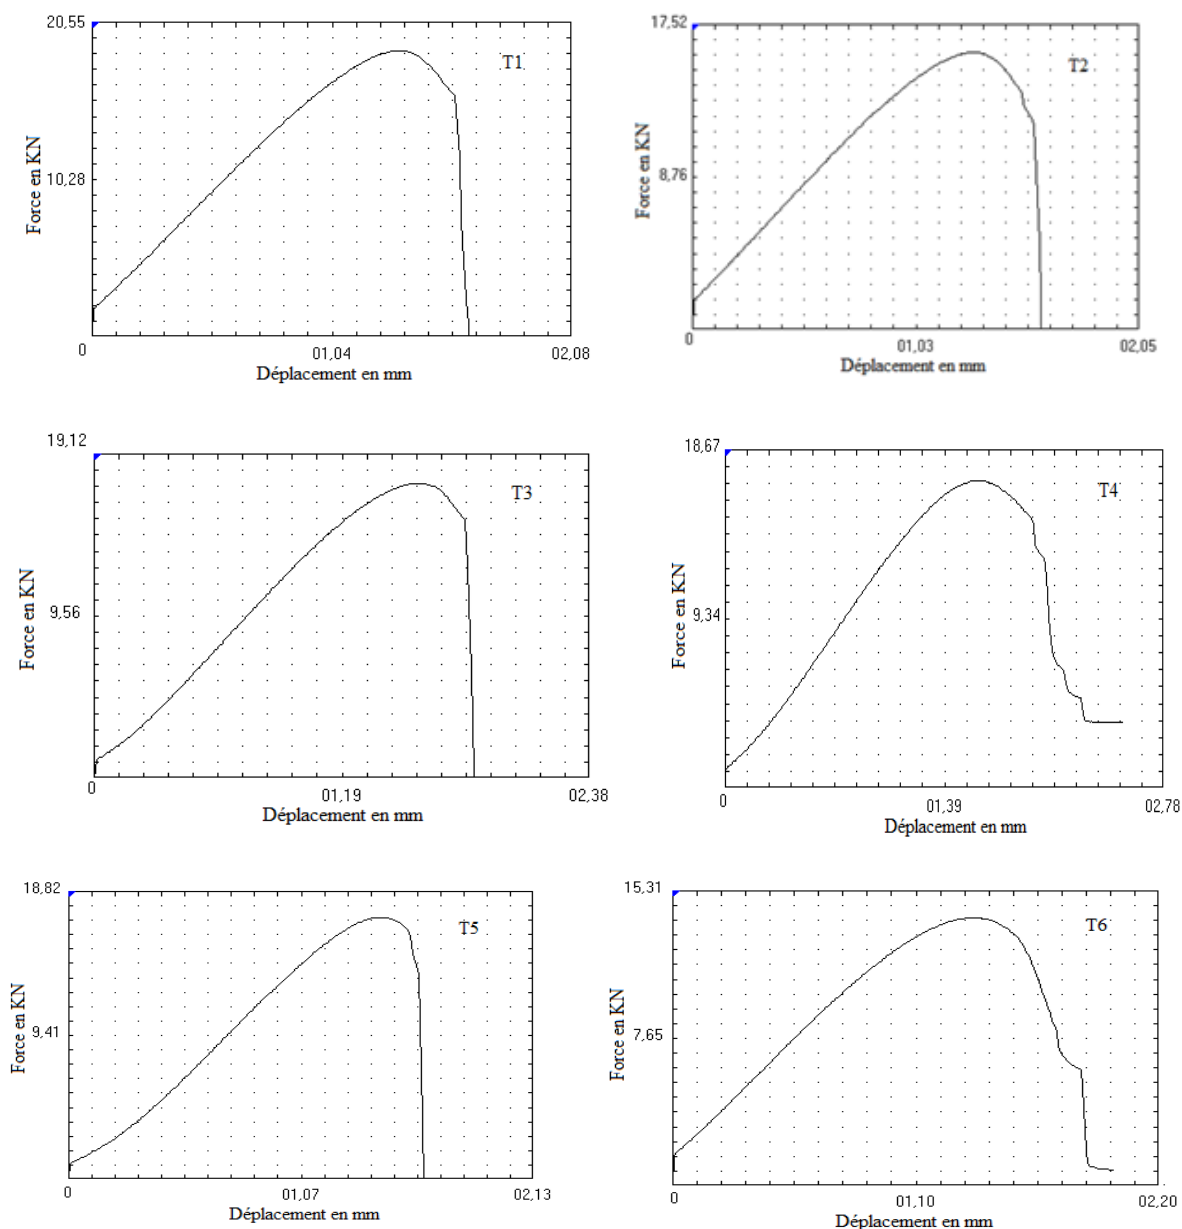 20,55
T1
Force en KN
10,28
0
01,04
02,08
Déplacement en mm
17,52
T2
Force en KN
8,76
0
01,03
02,05
Déplacement en mm
19,12
T3
Force en KN
9,56
0
01,19
02,38
Déplacement en mm
18,67
T4
Force en KN
9,34
0
01,39
02,78
Déplacement en mm
18,82
T5
Force en KN
9,41
0
01,07
02,13
Déplacement en mm
15,31
T6
Force en KN
7,65
0
01,10
02,20
Déplacement en mm